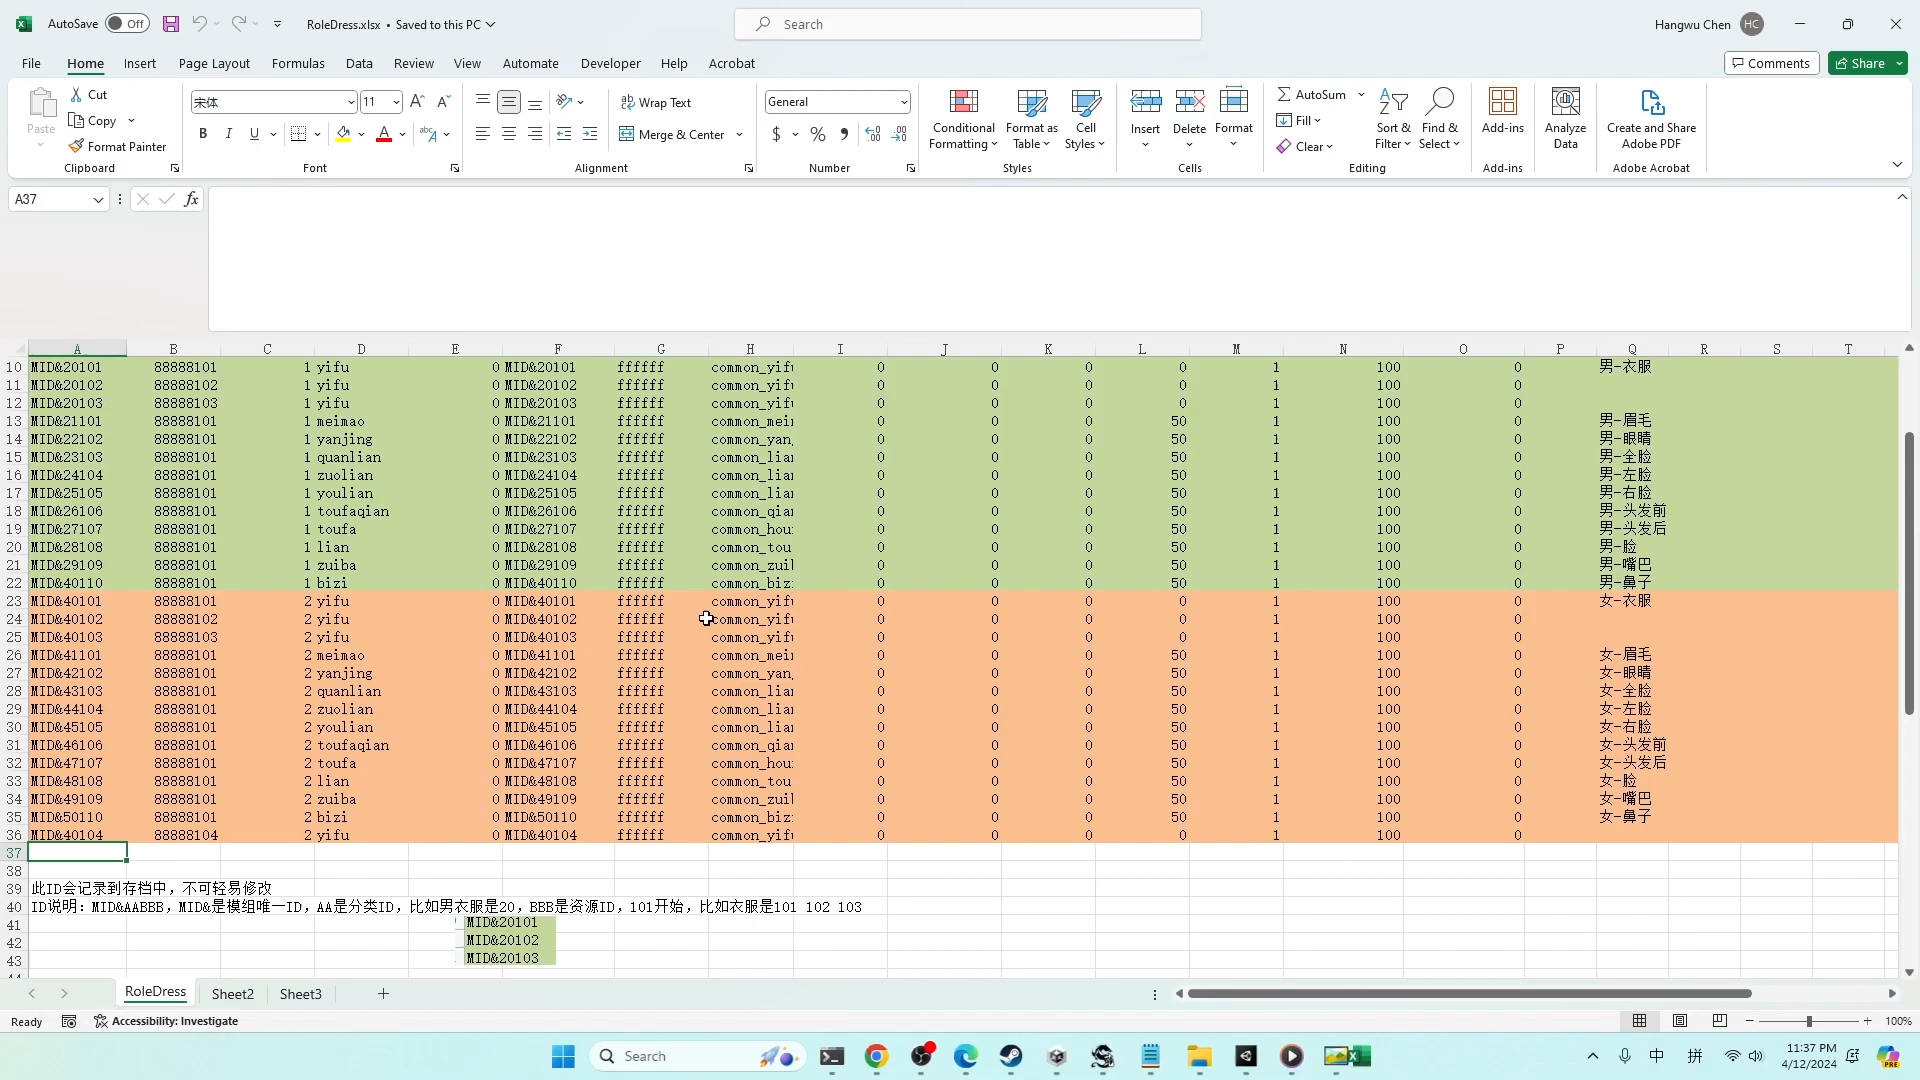 AutoSave Off RoleDress.xlsx • Saved to this PC Search Hangwu Chen HC
File Home Insert Page Layout Formulas Data Review View Automate Developer Help Acrobat Comments Share
Paste Cut Copy Format Painter Clipboard
宋体 11 B I U Font
Wrap Text Merge & Center Alignment
General $ % Number
Conditional Formatting Format as Table Cell Styles Styles
Insert Delete Format Cells
AutoSum Fill Clear Sort & Filter Find & Select Editing
Add-ins Add-ins
Analyze Data
Create and Share Adobe PDF Adobe Acrobat
A37 fx
A B C D E F G H I J K L M N O P Q R S T
10 MID&20101 88888101 1 yifu 0 MID&20101 ffffff common_yifu 0 0 0 0 1 100 0 男-衣服
11 MID&20102 88888102 1 yifu 0 MID&20102 ffffff common_yifu 0 0 0 0 1 100 0
12 MID&20103 88888103 1 yifu 0 MID&20103 ffffff common_yifu 0 0 0 0 1 100 0
13 MID&21101 88888101 1 meimao 0 MID&21101 ffffff common_mei 0 0 0 50 1 100 0 男-眉毛
14 MID&22102 88888101 1 yanjing 0 MID&22102 ffffff common_yan 0 0 0 50 1 100 0 男-眼睛
15 MID&23103 88888101 1 quanlian 0 MID&23103 ffffff common_lia 0 0 0 50 1 100 0 男-全脸
16 MID&24104 88888101 1 zuolian 0 MID&24104 ffffff common_lia 0 0 0 50 1 100 0 男-左脸
17 MID&25105 88888101 1 youlian 0 MID&25105 ffffff common_lia 0 0 0 50 1 100 0 男-右脸
18 MID&26106 88888101 1 toufaqian 0 MID&26106 ffffff common_qia 0 0 0 50 1 100 0 男-头发前
19 MID&27107 88888101 1 toufa 0 MID&27107 ffffff common_hou 0 0 0 50 1 100 0 男-头发后
20 MID&28108 88888101 1 lian 0 MID&28108 ffffff common_tou 0 0 0 50 1 100 0 男-脸
21 MID&29109 88888101 1 zuiba 0 MID&29109 ffffff common_zui 0 0 0 50 1 100 0 男-嘴巴
22 MID&40110 88888101 1 bizi 0 MID&40110 ffffff common_biz 0 0 0 50 1 100 0 男-鼻子
23 MID&40101 88888101 2 yifu 0 MID&40101 ffffff common_yifu 0 0 0 0 1 100 0 女-衣服
24 MID&40102 88888102 2 yifu 0 MID&40102 ffffff common_yifu 0 0 0 0 1 100 0
25 MID&40103 88888103 2 yifu 0 MID&40103 ffffff common_yifu 0 0 0 0 1 100 0
26 MID&41101 88888101 2 meimao 0 MID&41101 ffffff common_mei 0 0 0 50 1 100 0 女-眉毛
27 MID&42102 88888101 2 yanjing 0 MID&42102 ffffff common_yan 0 0 0 50 1 100 0 女-眼睛
28 MID&43103 88888101 2 quanlian 0 MID&43103 ffffff common_lia 0 0 0 50 1 100 0 女-全脸
29 MID&44104 88888101 2 zuolian 0 MID&44104 ffffff common_lia 0 0 0 50 1 100 0 女-左脸
30 MID&45105 88888101 2 youlian 0 MID&45105 ffffff common_lia 0 0 0 50 1 100 0 女-右脸
31 MID&46106 88888101 2 toufaqian 0 MID&46106 ffffff common_qia 0 0 0 50 1 100 0 女-头发前
32 MID&47107 88888101 2 toufa 0 MID&47107 ffffff common_hou 0 0 0 50 1 100 0 女-头发后
33 MID&48108 88888101 2 lian 0 MID&48108 ffffff common_tou 0 0 0 50 1 100 0 女-脸
34 MID&49109 88888101 2 zuiba 0 MID&49109 ffffff common_zui 0 0 0 50 1 100 0 女-嘴巴
35 MID&50110 88888101 2 bizi 0 MID&50110 ffffff common_biz 0 0 0 50 1 100 0 女-鼻子
36 MID&40104 88888104 2 yifu 0 MID&40104 ffffff common_yifu 0 0 0 0 1 100 0
37
38
39 此ID会记录到存档中，不可轻易修改
40 ID说明：MID&AABBB，MID&是模组唯一ID，AA是分类ID，比如男衣服是20，BBB是资源ID，101开始，比如衣服是101 102 103
41 MID&20101
42 MID&20102
43 MID&20103
RoleDress Sheet2 Sheet3
Ready Accessibility: Investigate 100%
Search 中 拼 11:37 PM
4/12/2024